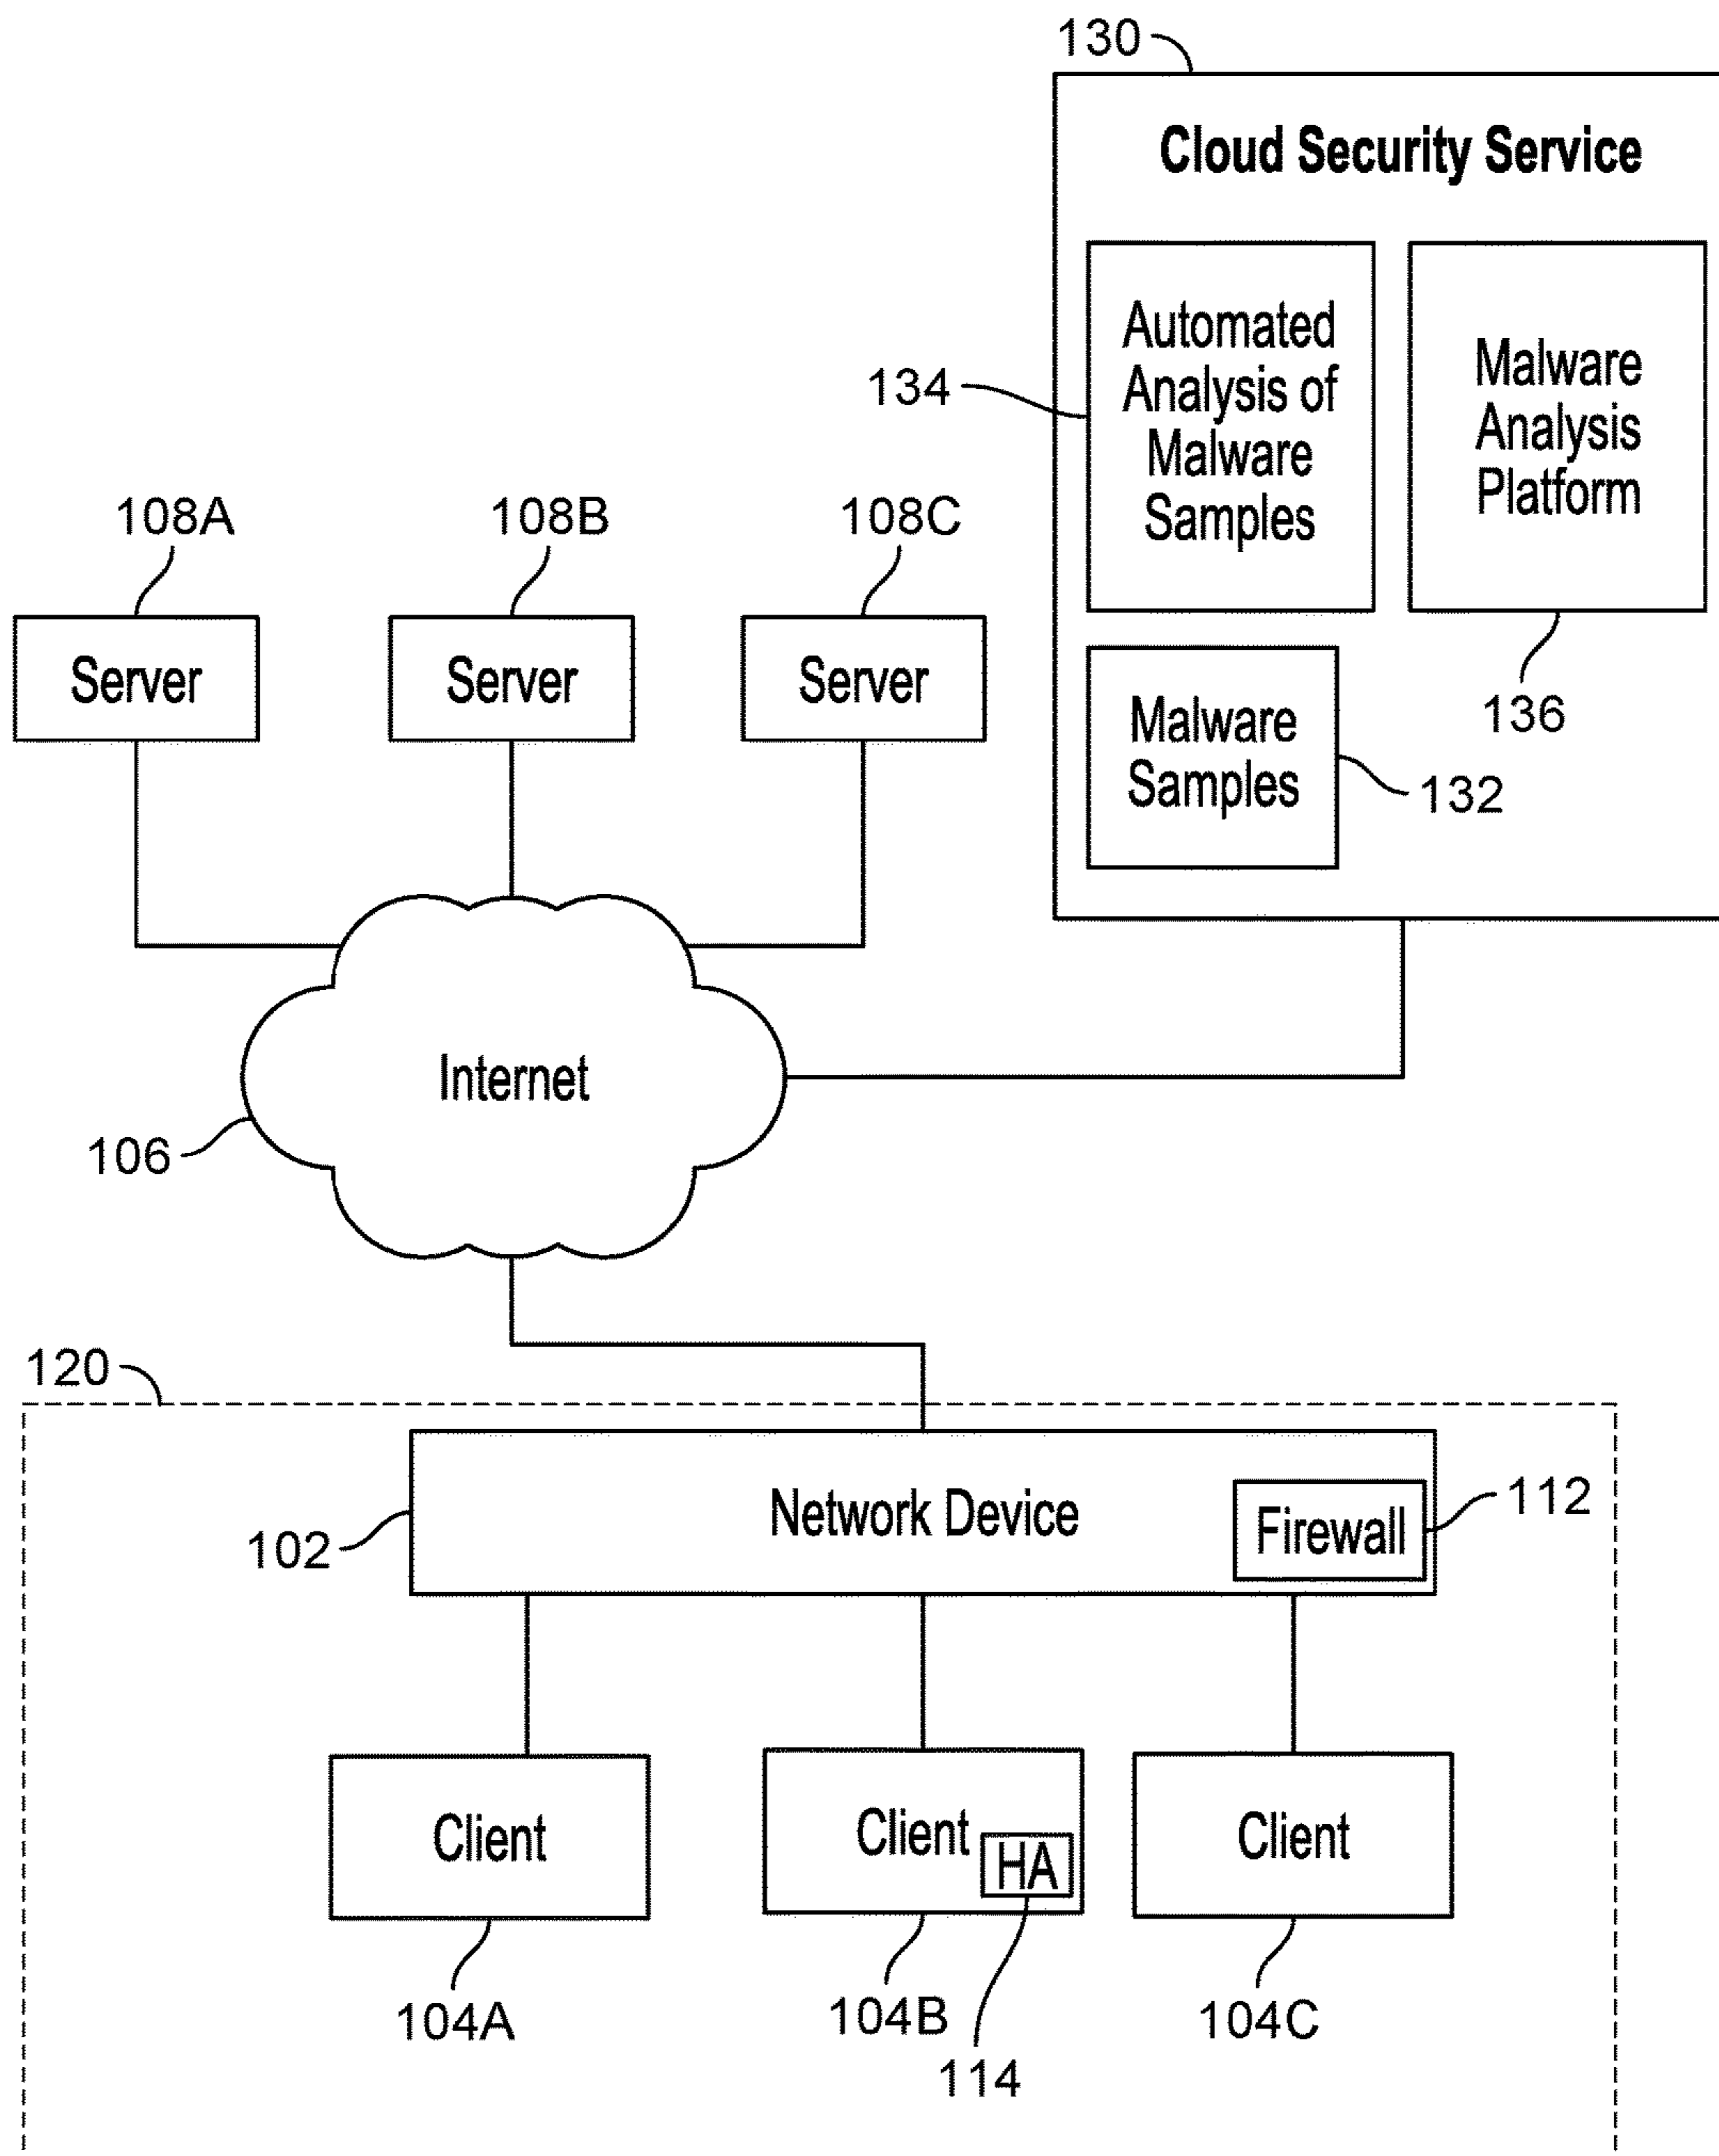 130
Cloud Security Service
Automated
Analysis of
Malware
Samples
134
Malware
Analysis
Platform
136
Malware
Samples
132
108A
108B
108C
Server
Server
Server
Internet
106
120
Network Device
Firewall
112
102
Client
Client
HA
Client
104A
104B
104C
114